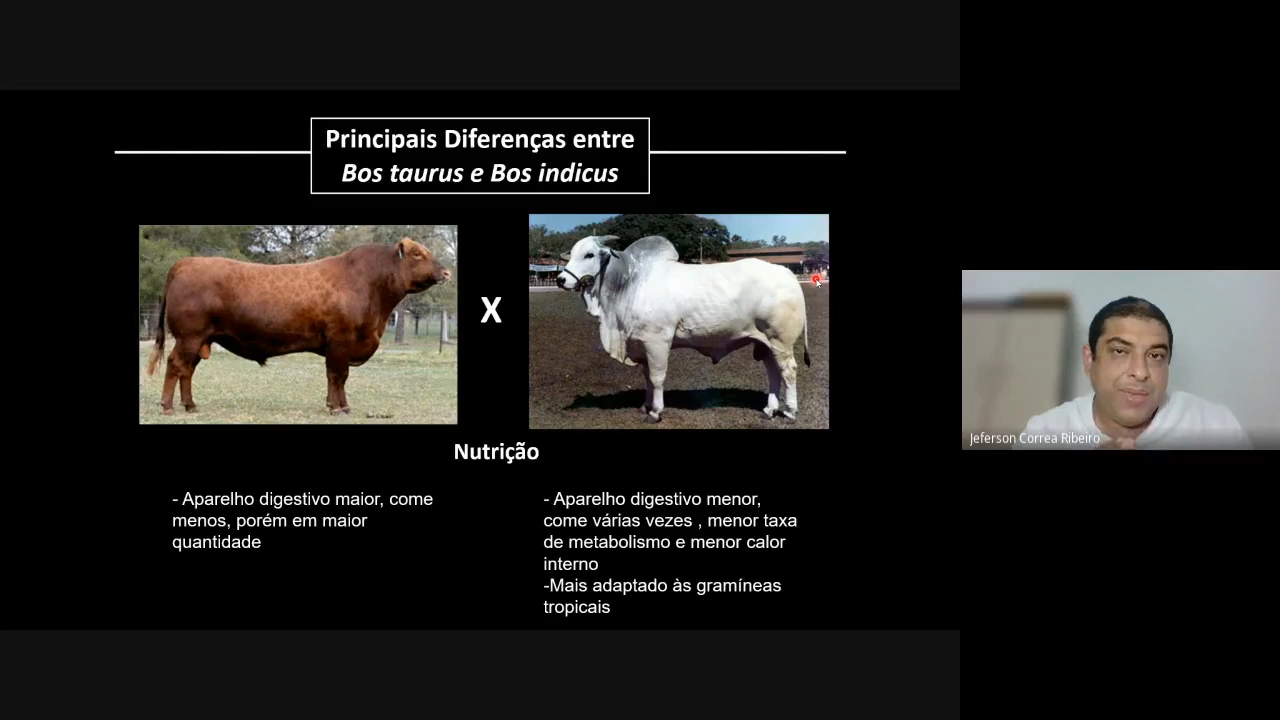 Principais Diferenças entre
Bos taurus e Bos indicus
X
Nutrição
- Aparelho digestivo maior, come
menos, porém em maior
quantidade
- Aparelho digestivo menor,
come várias vezes , menor taxa
de metabolismo e menor calor
interno
-Mais adaptado às gramíneas
tropicais
Jeferson Correa Ribeiro